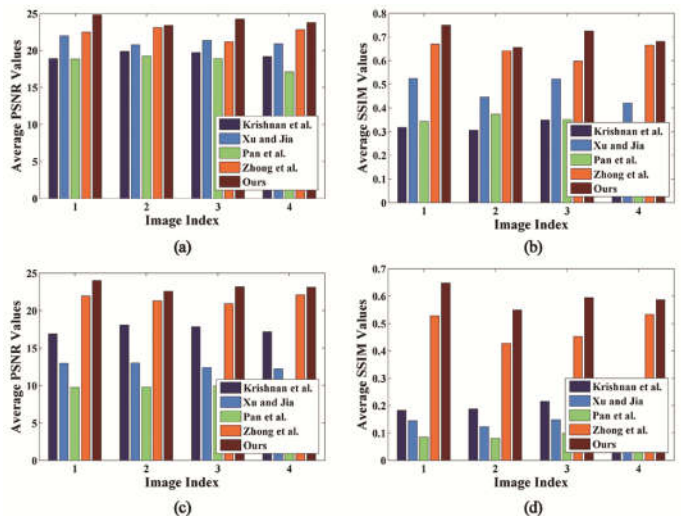 25
20
15
10
5
0
Average PSNR Values
Krishnan et al.
Xu and Jia
Pan et al.
Zhong et al.
Ours
1 2 3 4
Image Index
(a)
0.8
0.7
0.6
0.5
0.4
0.3
0.2
0.1
0
Average SSIM Values
Krishnan et al.
Xu and Jia
Pan et al.
Zhong et al.
Ours
1 2 3 4
Image Index
(b)
25
20
15
10
5
0
Average PSNR Values
Krishnan et al.
Xu and Jia
Pan et al.
Zhong et al.
Ours
1 2 3 4
Image Index
(c)
0.7
0.6
0.5
0.4
0.3
0.2
0.1
0
Average SSIM Values
Krishnan et al.
Xu and Jia
Pan et al.
Zhong et al.
Ours
1 2 3 4
Image Index
(d)